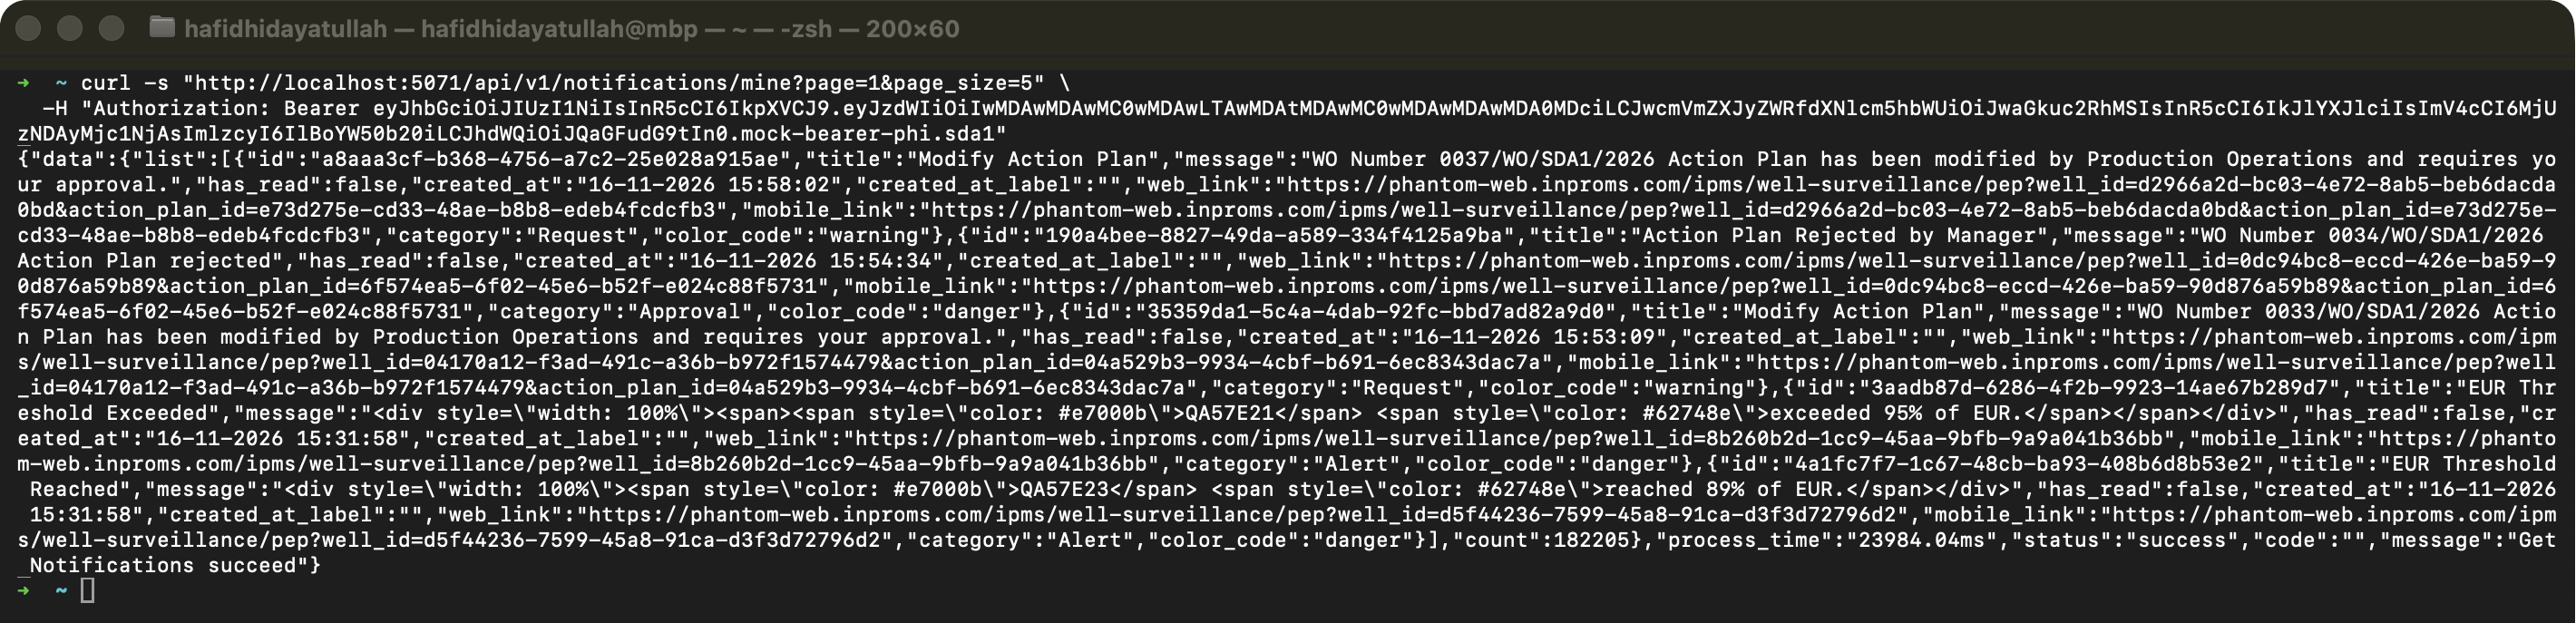 hafidhidayatullah — hafidhidayatullah@mbp — ~ — -zsh — 200×60
➜  ~ curl -s "http://localhost:5071/api/v1/notifications/mine?page=1&page_size=5" \
  -H "Authorization: Bearer eyJhbGciOiJIUzI1NiIsInR5cCI6IkpXVCJ9.eyJzdWIiOiIwMDAwMDAwMC0wMDAwLTAwMDAtMDAwMC0wMDAwMDAwMDA0MDciLCJwcmVmZXJyZWRfdXNlcm5hbWUiOiJwaGkuc2RhMSIsInR5cCI6IkJlYXJlciIsImV4cCI6MjU
zNDAyMjc1NjAsImlzcyI6IlBoYW50b20iLCJhdWQiOiJQaGFudG9tIn0.mock-bearer-phi.sda1"
{"data":{"list":[{"id":"a8aaa3cf-b368-4756-a7c2-25e028a915ae","title":"Modify Action Plan","message":"WO Number 0037/WO/SDA1/2026 Action Plan has been modified by Production Operations and requires yo
ur approval.","has_read":false,"created_at":"16-11-2026 15:58:02","created_at_label":"","web_link":"https://phantom-web.inproms.com/ipms/well-surveillance/pep?well_id=d2966a2d-bc03-4e72-8ab5-beb6dacda
0bd&action_plan_id=e73d275e-cd33-48ae-b8b8-edeb4fcdcfb3","mobile_link":"https://phantom-web.inproms.com/ipms/well-surveillance/pep?well_id=d2966a2d-bc03-4e72-8ab5-beb6dacda0bd&action_plan_id=e73d275e-
cd33-48ae-b8b8-edeb4fcdcfb3","category":"Request","color_code":"warning"},{"id":"190a4bee-8827-49da-a589-334f4125a9ba","title":"Action Plan Rejected by Manager","message":"WO Number 0034/WO/SDA1/2026 
Action Plan rejected","has_read":false,"created_at":"16-11-2026 15:54:34","created_at_label":"","web_link":"https://phantom-web.inproms.com/ipms/well-surveillance/pep?well_id=0dc94bc8-eccd-426e-ba59-9
0d876a59b89&action_plan_id=6f574ea5-6f02-45e6-b52f-e024c88f5731","mobile_link":"https://phantom-web.inproms.com/ipms/well-surveillance/pep?well_id=0dc94bc8-eccd-426e-ba59-90d876a59b89&action_plan_id=6
f574ea5-6f02-45e6-b52f-e024c88f5731","category":"Approval","color_code":"danger"},{"id":"35359da1-5c4a-4dab-92fc-bbd7ad82a9d0","title":"Modify Action Plan","message":"WO Number 0033/WO/SDA1/2026 Actio
n Plan has been modified by Production Operations and requires your approval.","has_read":false,"created_at":"16-11-2026 15:53:09","created_at_label":"","web_link":"https://phantom-web.inproms.com/ipm
s/well-surveillance/pep?well_id=04170a12-f3ad-491c-a36b-b972f1574479&action_plan_id=04a529b3-9934-4cbf-b691-6ec8343dac7a","mobile_link":"https://phantom-web.inproms.com/ipms/well-surveillance/pep?well
_id=04170a12-f3ad-491c-a36b-b972f1574479&action_plan_id=04a529b3-9934-4cbf-b691-6ec8343dac7a","category":"Request","color_code":"warning"},{"id":"3aadb87d-6286-4f2b-9923-14ae67b289d7","title":"EUR Thr
eshold Exceeded","message":"<div style=\"width: 100%\"><span><span style=\"color: #e7000b\">QA57E21</span> <span style=\"color: #62748e\">exceeded 95% of EUR.</span></span></div>","has_read":false,"cr
eated_at":"16-11-2026 15:31:58","created_at_label":"","web_link":"https://phantom-web.inproms.com/ipms/well-surveillance/pep?well_id=8b260b2d-1cc9-45aa-9bfb-9a9a041b36bb","mobile_link":"https://phanto
m-web.inproms.com/ipms/well-surveillance/pep?well_id=8b260b2d-1cc9-45aa-9bfb-9a9a041b36bb","category":"Alert","color_code":"danger"},{"id":"4a1fc7f7-1c67-48cb-ba93-408b6d8b53e2","title":"EUR Threshold
 Reached","message":"<div style=\"width: 100%\"><span style=\"color: #e7000b\">QA57E23</span> <span style=\"color: #62748e\">reached 89% of EUR.</span></div>","has_read":false,"created_at":"16-11-2026
 15:31:58","created_at_label":"","web_link":"https://phantom-web.inproms.com/ipms/well-surveillance/pep?well_id=d5f44236-7599-45a8-91ca-d3f3d72796d2","mobile_link":"https://phantom-web.inproms.com/ipm
s/well-surveillance/pep?well_id=d5f44236-7599-45a8-91ca-d3f3d72796d2","category":"Alert","color_code":"danger"}],"count":182205},"process_time":"23984.04ms","status":"success","code":"","message":"Get
 Notifications succeed"}
➜  ~